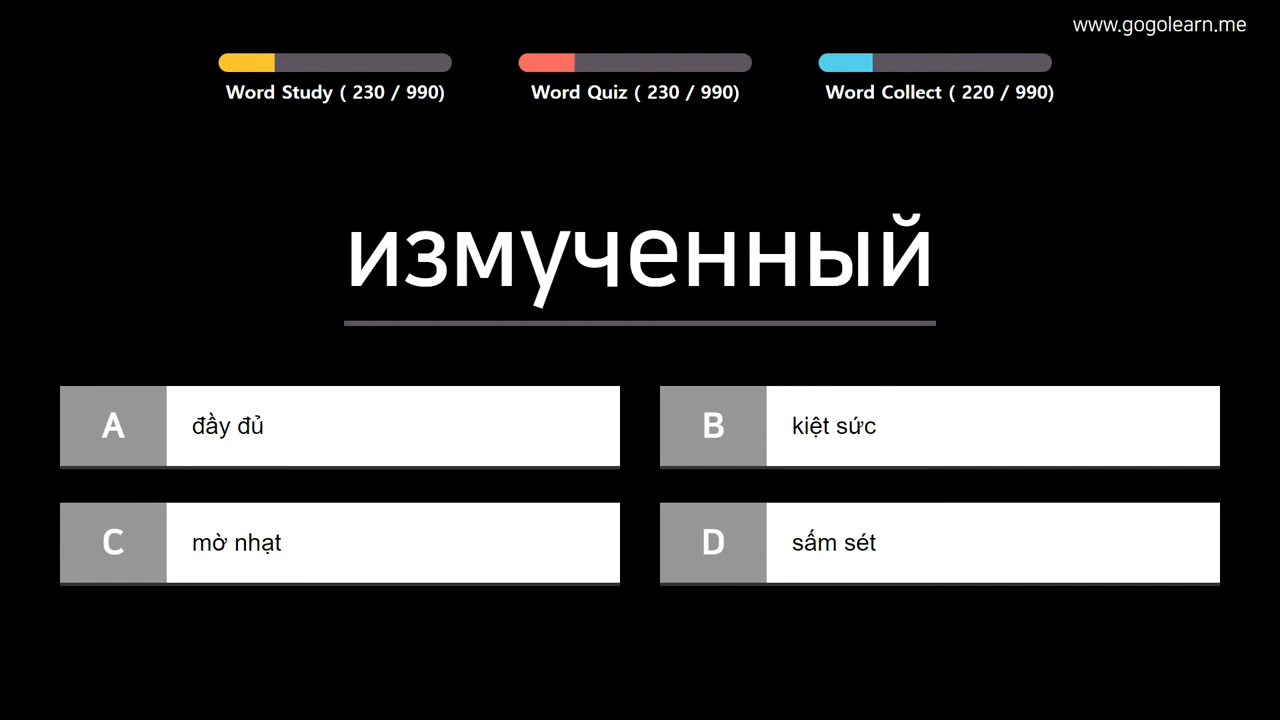 www.gogolearn.me
Word Study ( 230 / 990)
Word Quiz ( 230 / 990)
Word Collect ( 220 / 990)
измученный
A đầy đủ
B kiệt sức
C mờ nhạt
D sấm sét